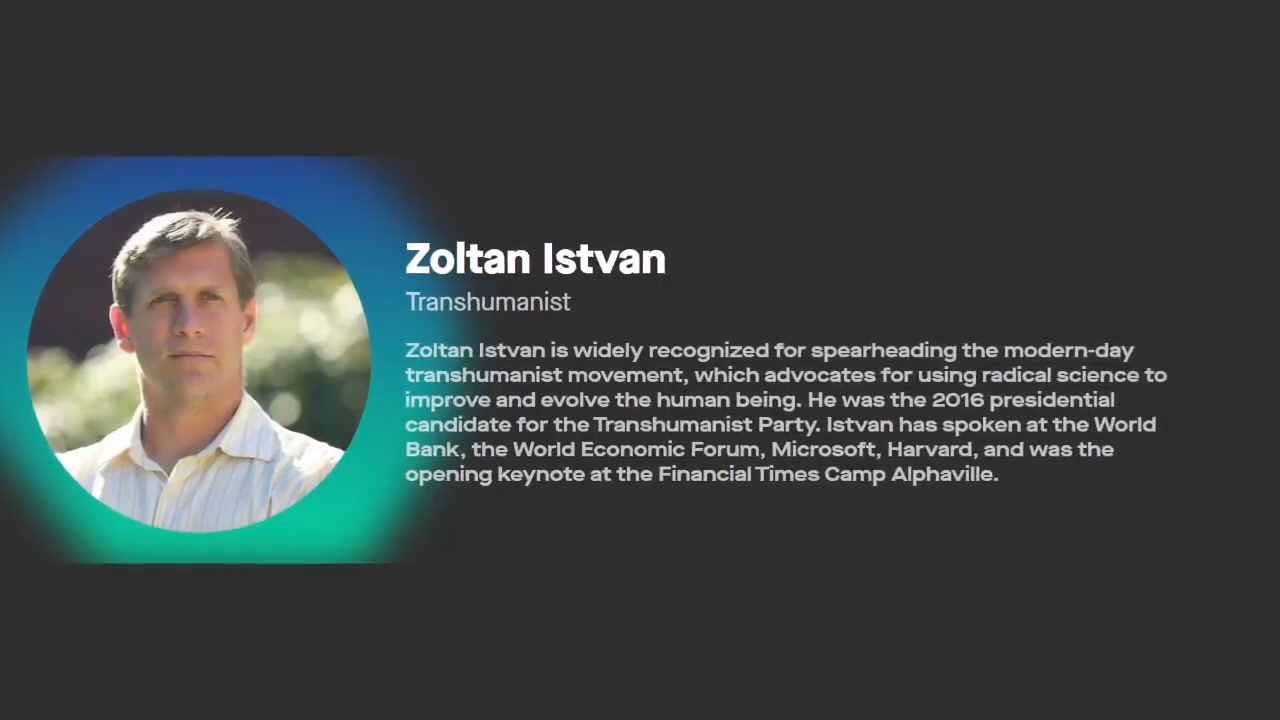 Zoltan Istvan
Transhumanist
Zoltan Istvan is widely recognized for spearheading the modern-day
transhumanist movement, which advocates for using radical science to
improve and evolve the human being. He was the 2016 presidential
candidate for the Transhumanist Party. Istvan has spoken at the World
Bank, the World Economic Forum, Microsoft, Harvard, and was the
opening keynote at the Financial Times Camp Alphaville.